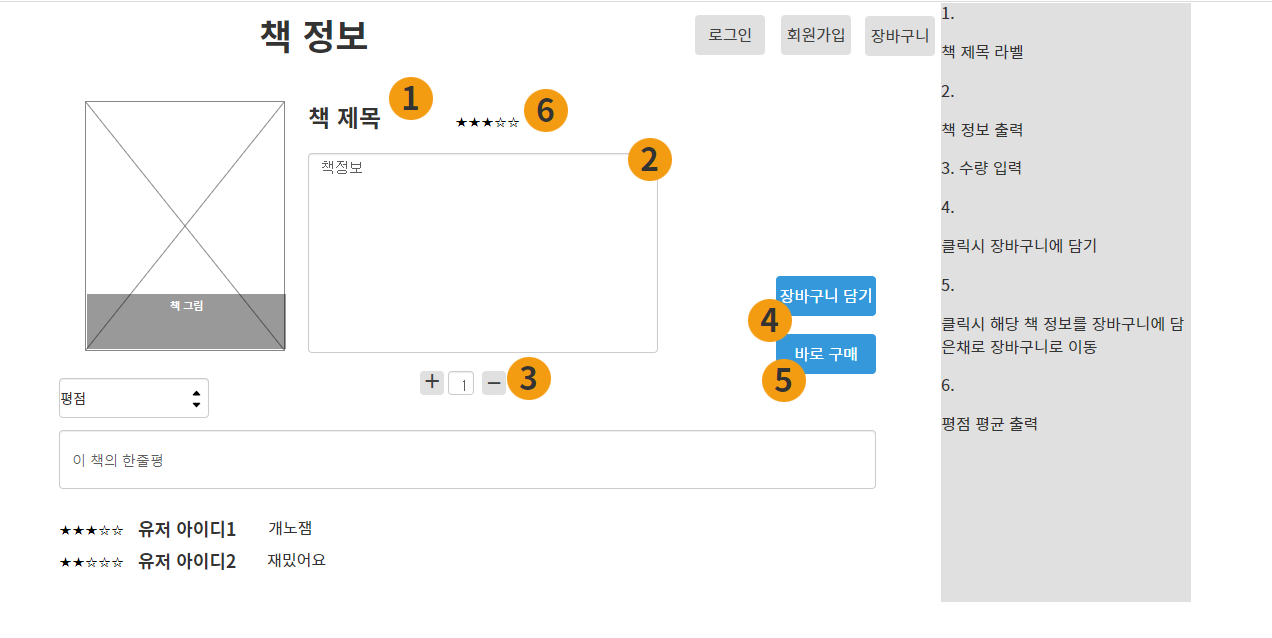 책 정보
로그인
회원가입
장바구니
책 제목
1
★★★☆☆
6
책정보
2
책 그림
장바구니 담기
4
바로 구매
5
+
1
−
3
평점
이 책의 한줄평
★★★☆☆ 유저 아이디1 개노잼
★★☆☆☆ 유저 아이디2 재밌어요
1.
책 제목 라벨
2.
책 정보 출력
3. 수량 입력
4.
클릭시 장바구니에 담기
5.
클릭시 해당 책 정보를 장바구니에 담
은채로 장바구니로 이동
6.
평점 평균 출력